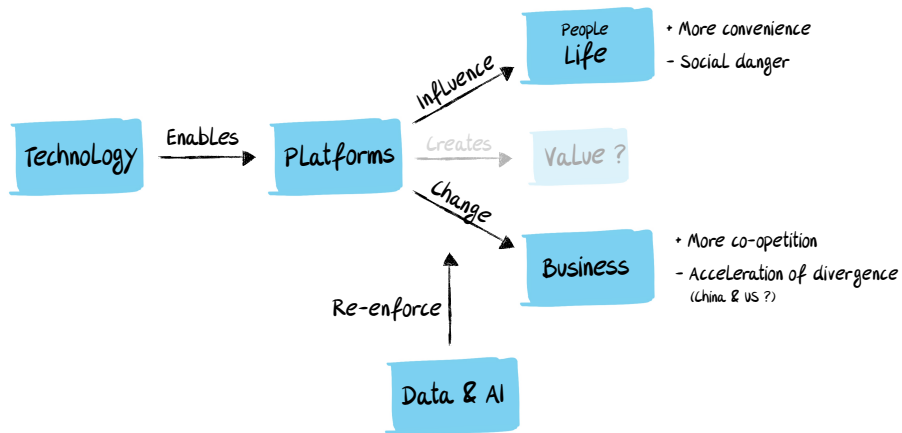 People
Life
+ More convenience
- Social danger
Influence
Technology
Enables
Platforms
Creates
Value ?
Change
Business
+ More co-opetition
- Acceleration of divergence
(China & US ?)
Re-enforce
Data & AI